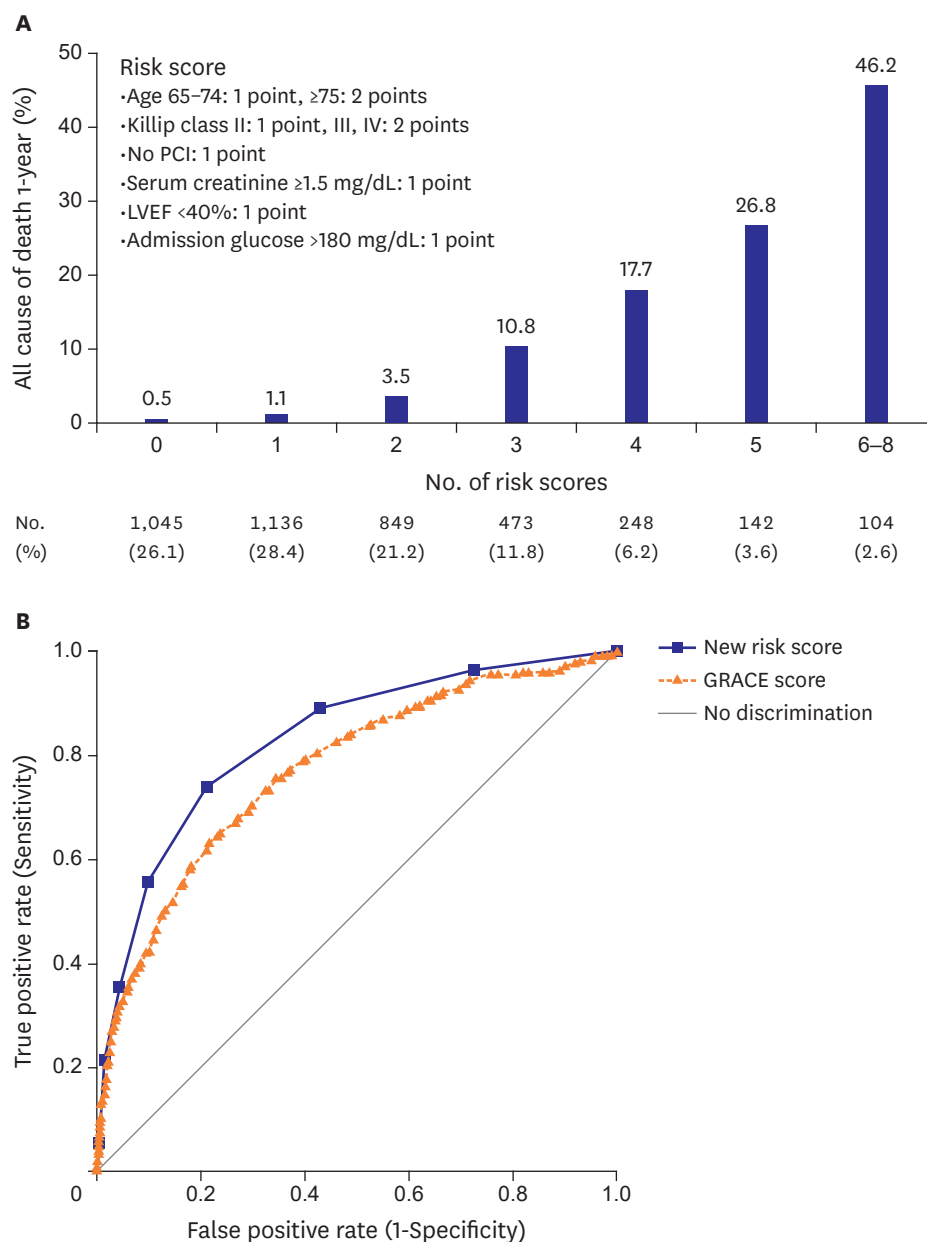 A
All cause of death 1-year (%)
50
40
30
20
10
0
Risk score
•Age 65–74: 1 point, ≥75: 2 points
•Killip class II: 1 point, III, IV: 2 points
•No PCI: 1 point
•Serum creatinine ≥1.5 mg/dL: 1 point
•LVEF <40%: 1 point
•Admission glucose >180 mg/dL: 1 point
0.5 1.1 3.5 10.8 17.7 26.8 46.2
0 1 2 3 4 5 6–8
No. of risk scores
No. 1,045 1,136 849 473 248 142 104
(%) (26.1) (28.4) (21.2) (11.8) (6.2) (3.6) (2.6)
B
True positive rate (Sensitivity)
1.0
0.8
0.6
0.4
0.2
0 0.2 0.4 0.6 0.8 1.0
False positive rate (1-Specificity)
New risk score
GRACE score
No discrimination